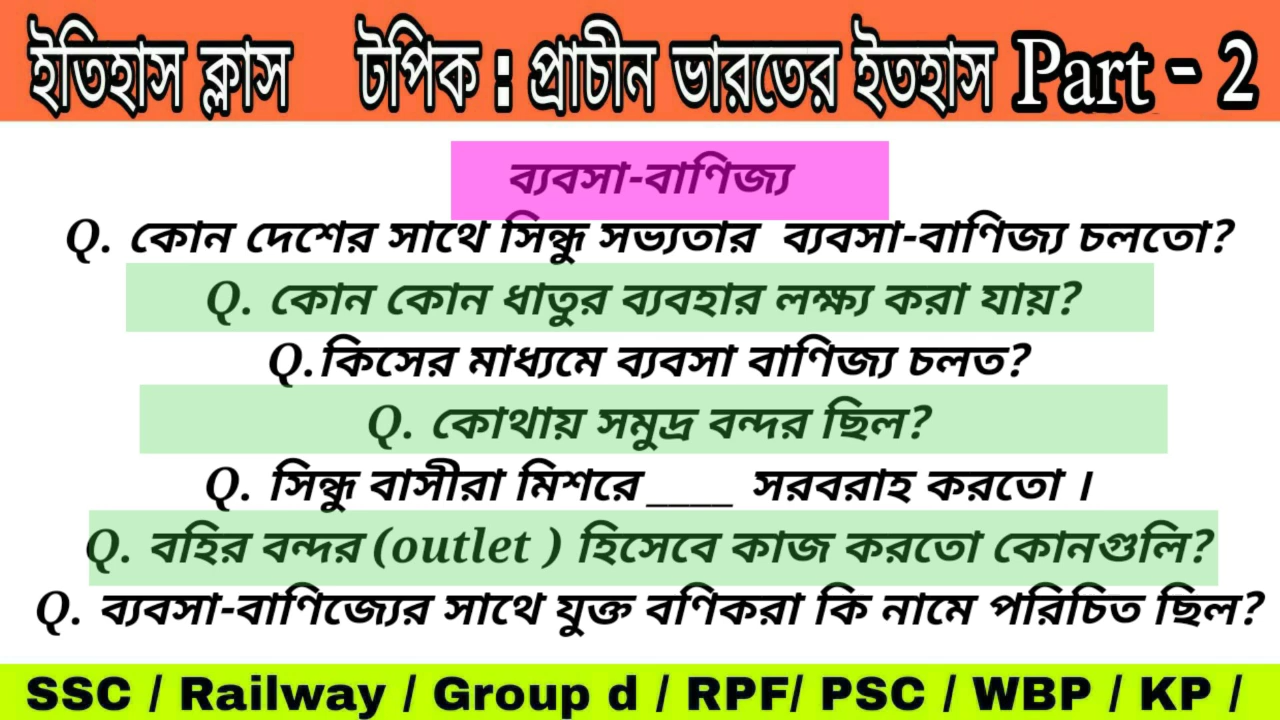 ইতিহাস ক্লাস টপিক : প্রাচীন ভারতের ইতহাস Part - 2
ব্যবসা-বাণিজ্য
Q. কোন দেশের সাথে সিন্ধু সভ্যতার ব্যবসা-বাণিজ্য চলতো?
Q. কোন কোন ধাতুর ব্যবহার লক্ষ্য করা যায়?
Q.কিসের মাধ্যমে ব্যবসা বাণিজ্য চলত?
Q. কোথায় সমুদ্র বন্দর ছিল?
Q. সিন্ধু বাসীরা মিশরে ____ সরবরাহ করতো ।
Q. বহির বন্দর (outlet ) হিসেবে কাজ করতো কোনগুলি?
Q. ব্যবসা-বাণিজ্যের সাথে যুক্ত বণিকরা কি নামে পরিচিত ছিল?
SSC / Railway / Group d / RPF/ PSC / WBP / KP /